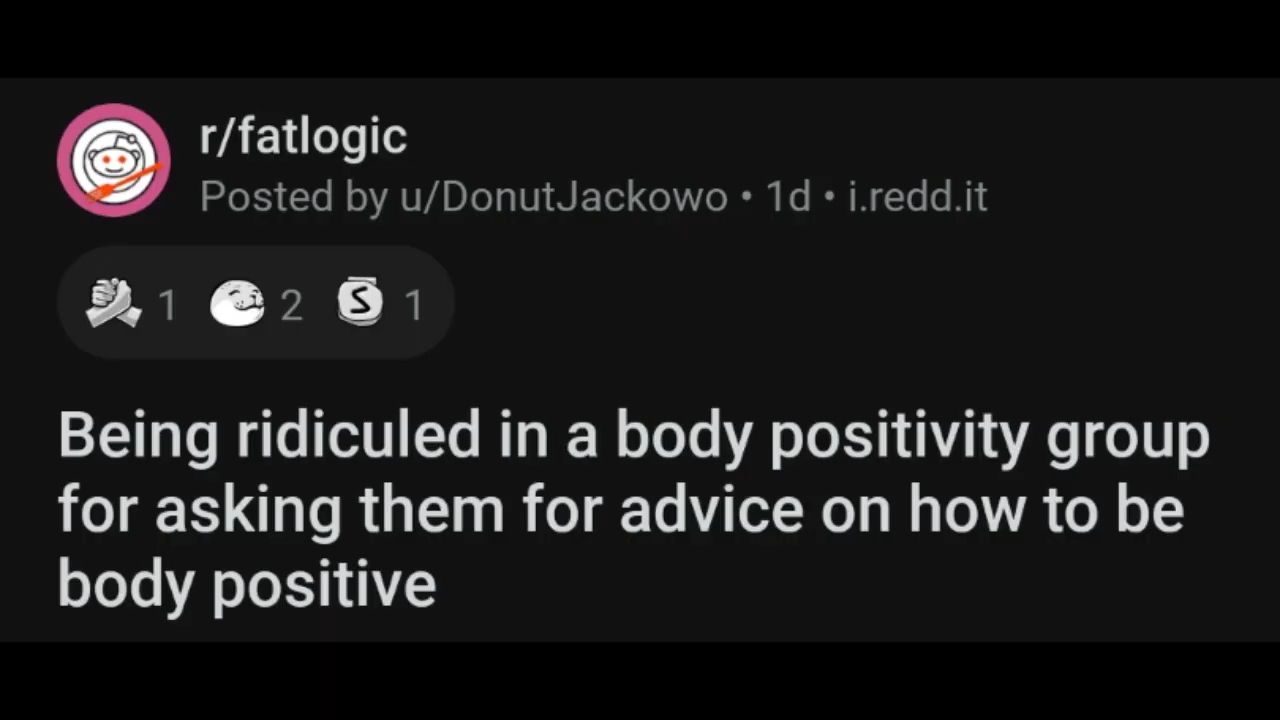 r/fatlogic
Posted by u/DonutJackowo • 1d • i.redd.it
1 2 S 1
Being ridiculed in a body positivity group
for asking them for advice on how to be
body positive